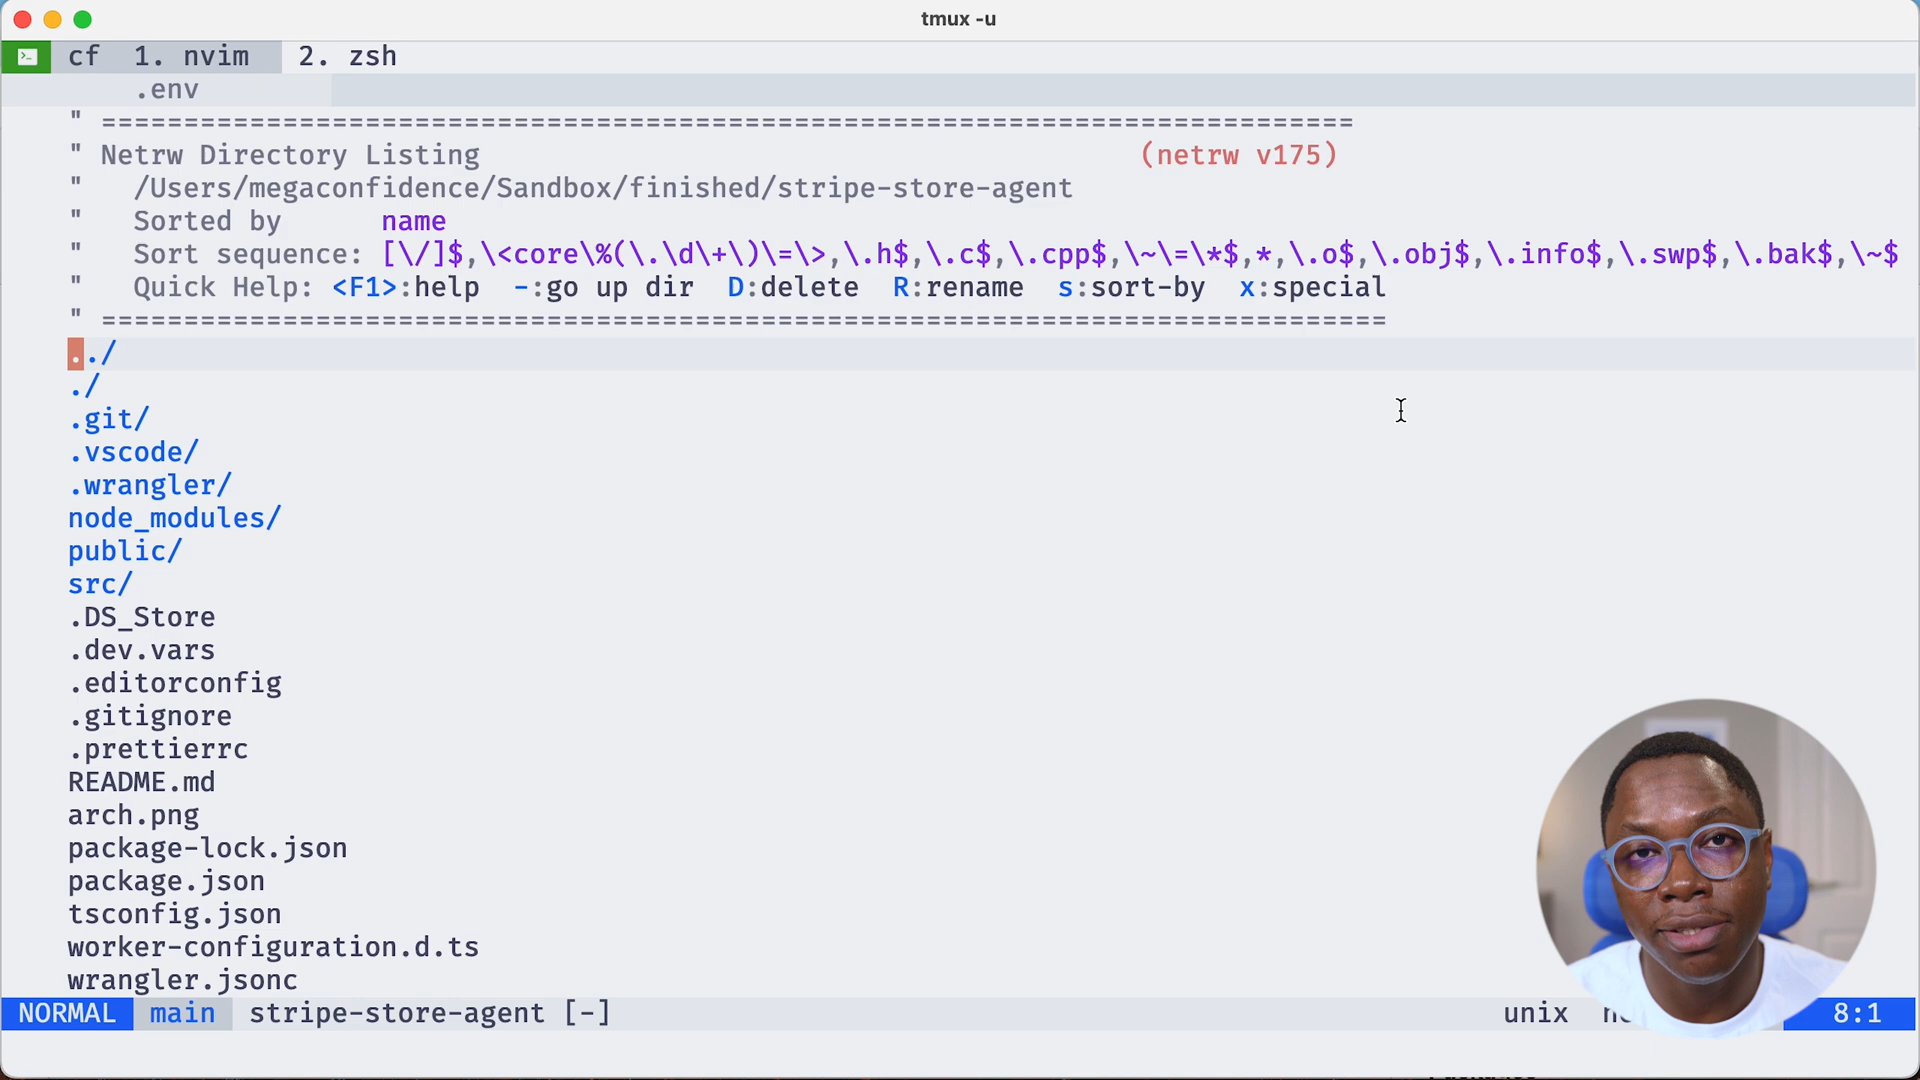 tmux -u
cf 1. nvim 2. zsh
.env
" ============================================================================
" Netrw Directory Listing (netrw v175)
" /Users/megaconfidence/Sandbox/finished/stripe-store-agent
" Sorted by name
" Sort sequence: [\/]$,\<core\%(\.\d\+\)\=\>,\.h$,\.c$,\.cpp$,\~\=\*$,*,\.o$,\.obj$,\.info$,\.swp$,\.bak$,\~$
" Quick Help: <F1>:help -:go up dir D:delete R:rename s:sort-by x:special
" ==============================================================================
../
./
.git/
.vscode/
.wrangler/
node_modules/
public/
src/
.DS_Store
.dev.vars
.editorconfig
.gitignore
.prettierrc
README.md
arch.png
package-lock.json
package.json
tsconfig.json
worker-configuration.d.ts
wrangler.jsonc
NORMAL main stripe-store-agent [-] unix 8:1